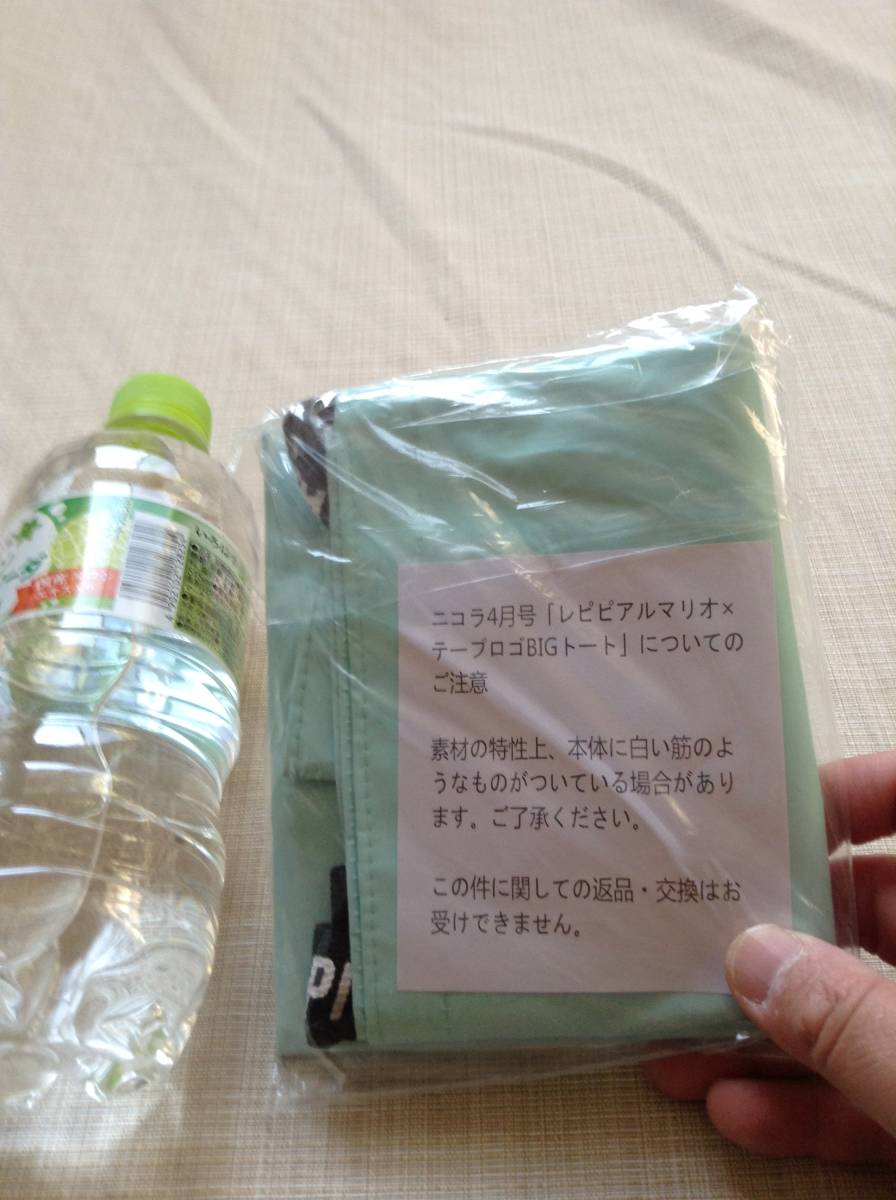 ニコラ4月号「レピピアルマリオ×
テープロゴBIGトート」についての
ご注意
素材の特性上、本体に白い筋のよ
うなものがついている場合があり
ます。ご了承ください。
この件に関しての返品・交換はお
受けできません。
PI